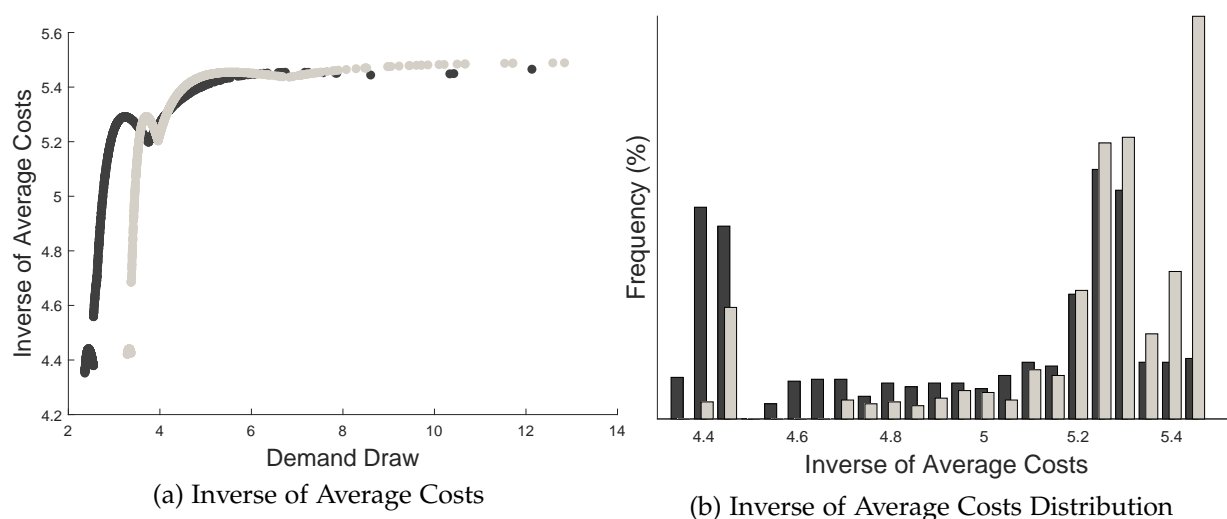 5.6
5.4
5.2
5
4.8
4.6
4.4
4.2
Inverse of Average Costs
2 4 6 8 10 12 14
Demand Draw
(a) Inverse of Average Costs
Frequency (%)
4.4 4.6 4.8 5 5.2 5.4
Inverse of Average Costs
(b) Inverse of Average Costs Distribution